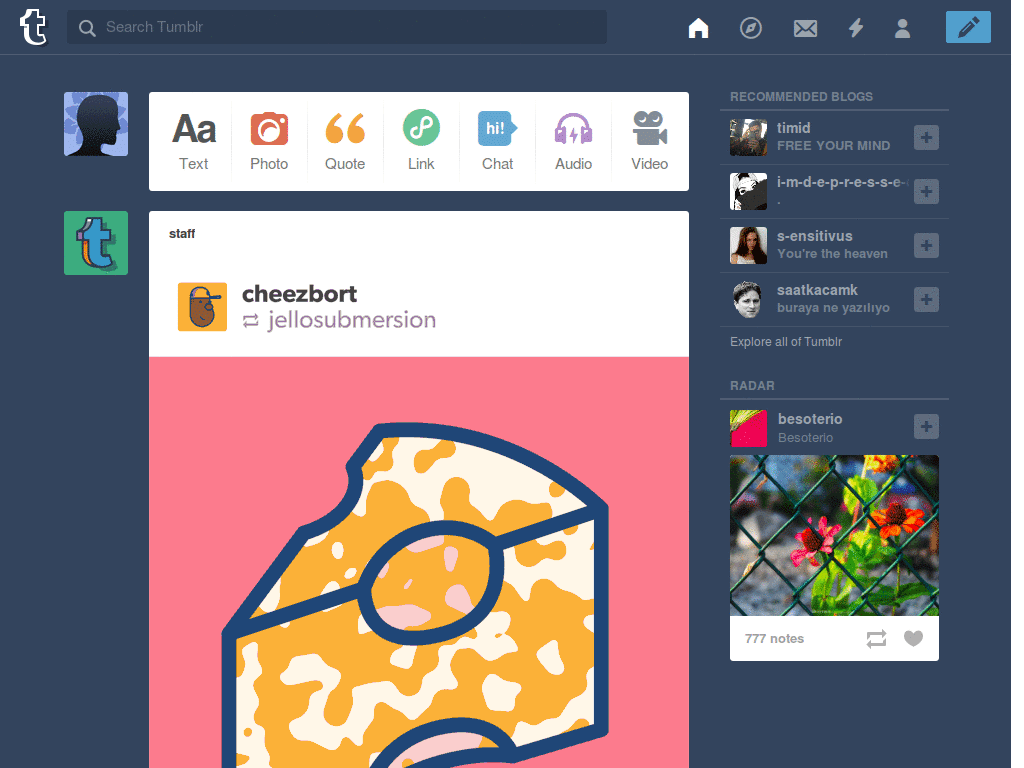 t
Search Tumblr
Aa
hi!
Text
Photo
Quote
Link
Chat
Audio
Video
t
staff
cheezbort
jellosubmersion
RECOMMENDED BLOGS
timid
FREE YOUR MIND
i-m-d-e-p-r-e-s-s-e-
.
s-ensitivus
You're the heaven
saatkacamk
buraya ne yazılıyo
Explore all of Tumblr
RADAR
besoterio
Besoterio
777 notes